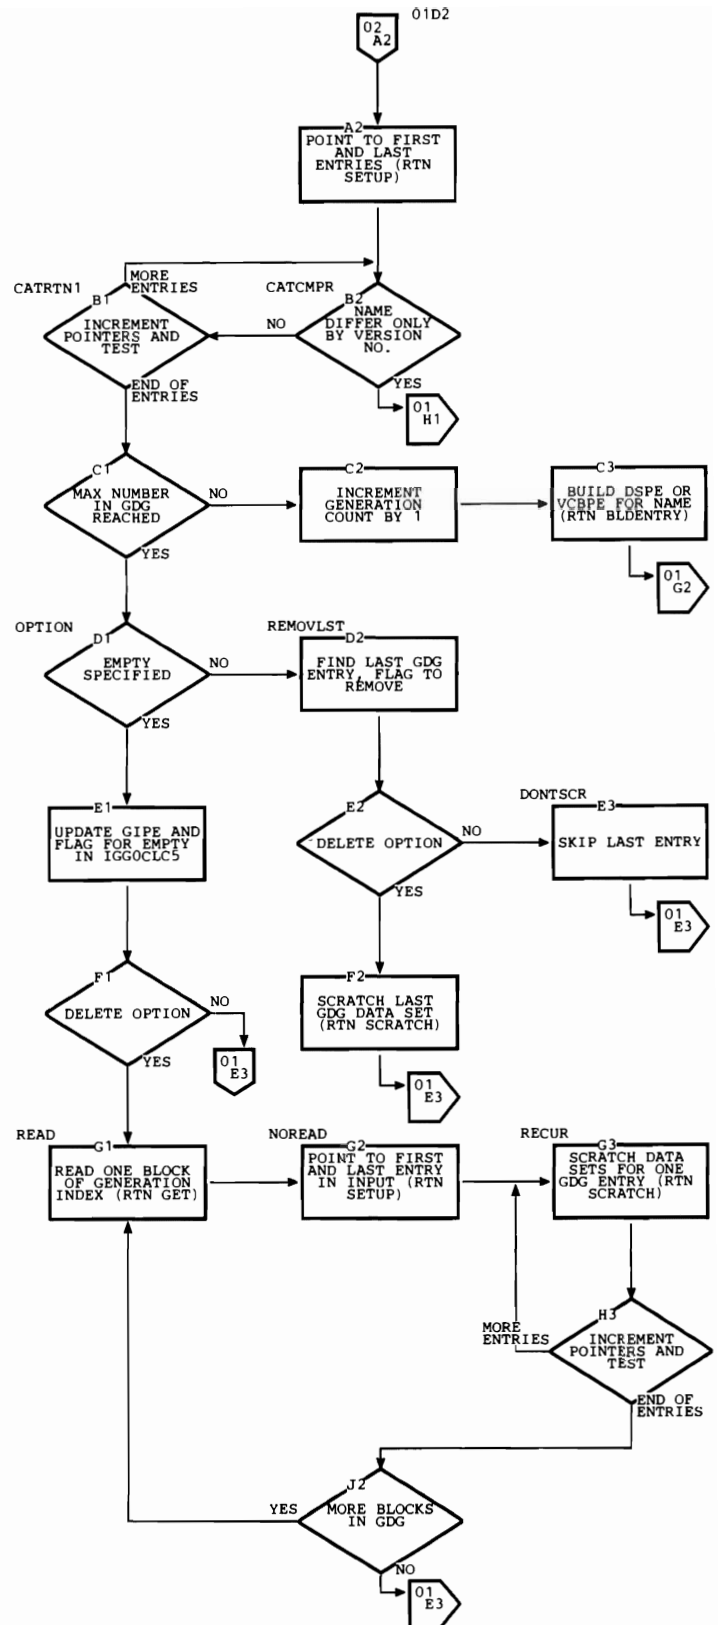 01D2
02
A2
A2
POINT TO FIRST
AND LAST
ENTRIES (RTN
SETUP)
CATRTN1
MORE
ENTRIES
B1
INCREMENT
POINTERS AND
TEST
END OF
ENTRIES
CATCMPR
B2
NAME
DIFFER ONLY
BY VERSION
NO.
NO
YES
01
H1
C1
MAX NUMBER
IN GDG
REACHED
NO
YES
C2
INCREMENT
GENERATION
COUNT BY 1
C3
BUILD DSPE OR
VCBPE FOR NAME
(RTN BLDENTRY)
01
G2
OPTION
D1
EMPTY
SPECIFIED
NO
YES
REMOVLST
D2
FIND LAST GDG
ENTRY, FLAG TO
REMOVE
E1
UPDATE GIPE AND
FLAG FOR EMPTY
IN IGG0CLC5
E2
DELETE OPTION
NO
YES
DONTSCR
E3
SKIP LAST ENTRY
01
E3
F1
DELETE OPTION
NO
YES
01
E3
F2
SCRATCH LAST
GDG DATA SET
(RTN SCRATCH)
01
E3
READ
G1
READ ONE BLOCK
OF GENERATION
INDEX (RTN GET)
NOREAD
G2
POINT TO FIRST
AND LAST ENTRY
IN INPUT (RTN
SETUP)
RECUR
G3
SCRATCH DATA
SETS FOR ONE
GDG ENTRY (RTN
SCRATCH)
H3
INCREMENT
POINTERS AND
TEST
MORE
ENTRIES
END OF
ENTRIES
J2
MORE BLOCKS
IN GDG
YES
NO
01
E3